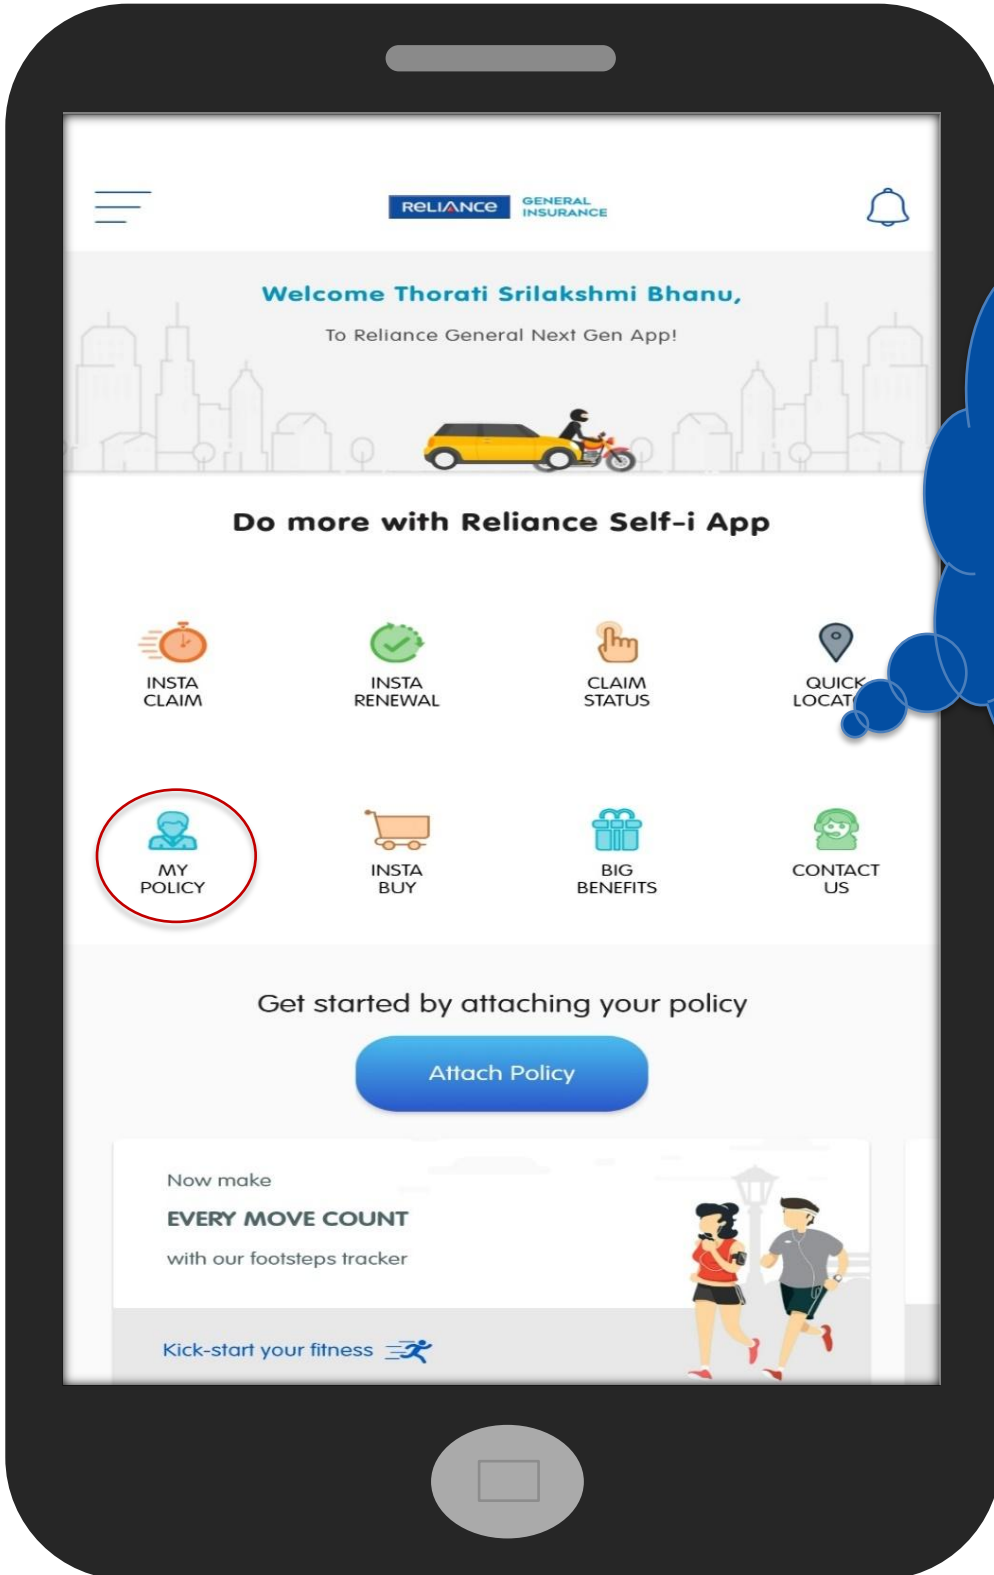 RELIANCE GENERAL
INSURANCE
Welcome Thorati Srilakshmi Bhanu,
To Reliance General Next Gen App!
Do more with Reliance Self-i App
INSTA
CLAIM
INSTA
RENEWAL
CLAIM
STATUS
QUICK
MY
POLICY
INSTA
BUY
BIG
BENEFITS
CONTACT
US
Get started by attaching your policy
Attach Policy
Now make
EVERY MOVE COUNT
with our footsteps tracker
Kick-start your fitness